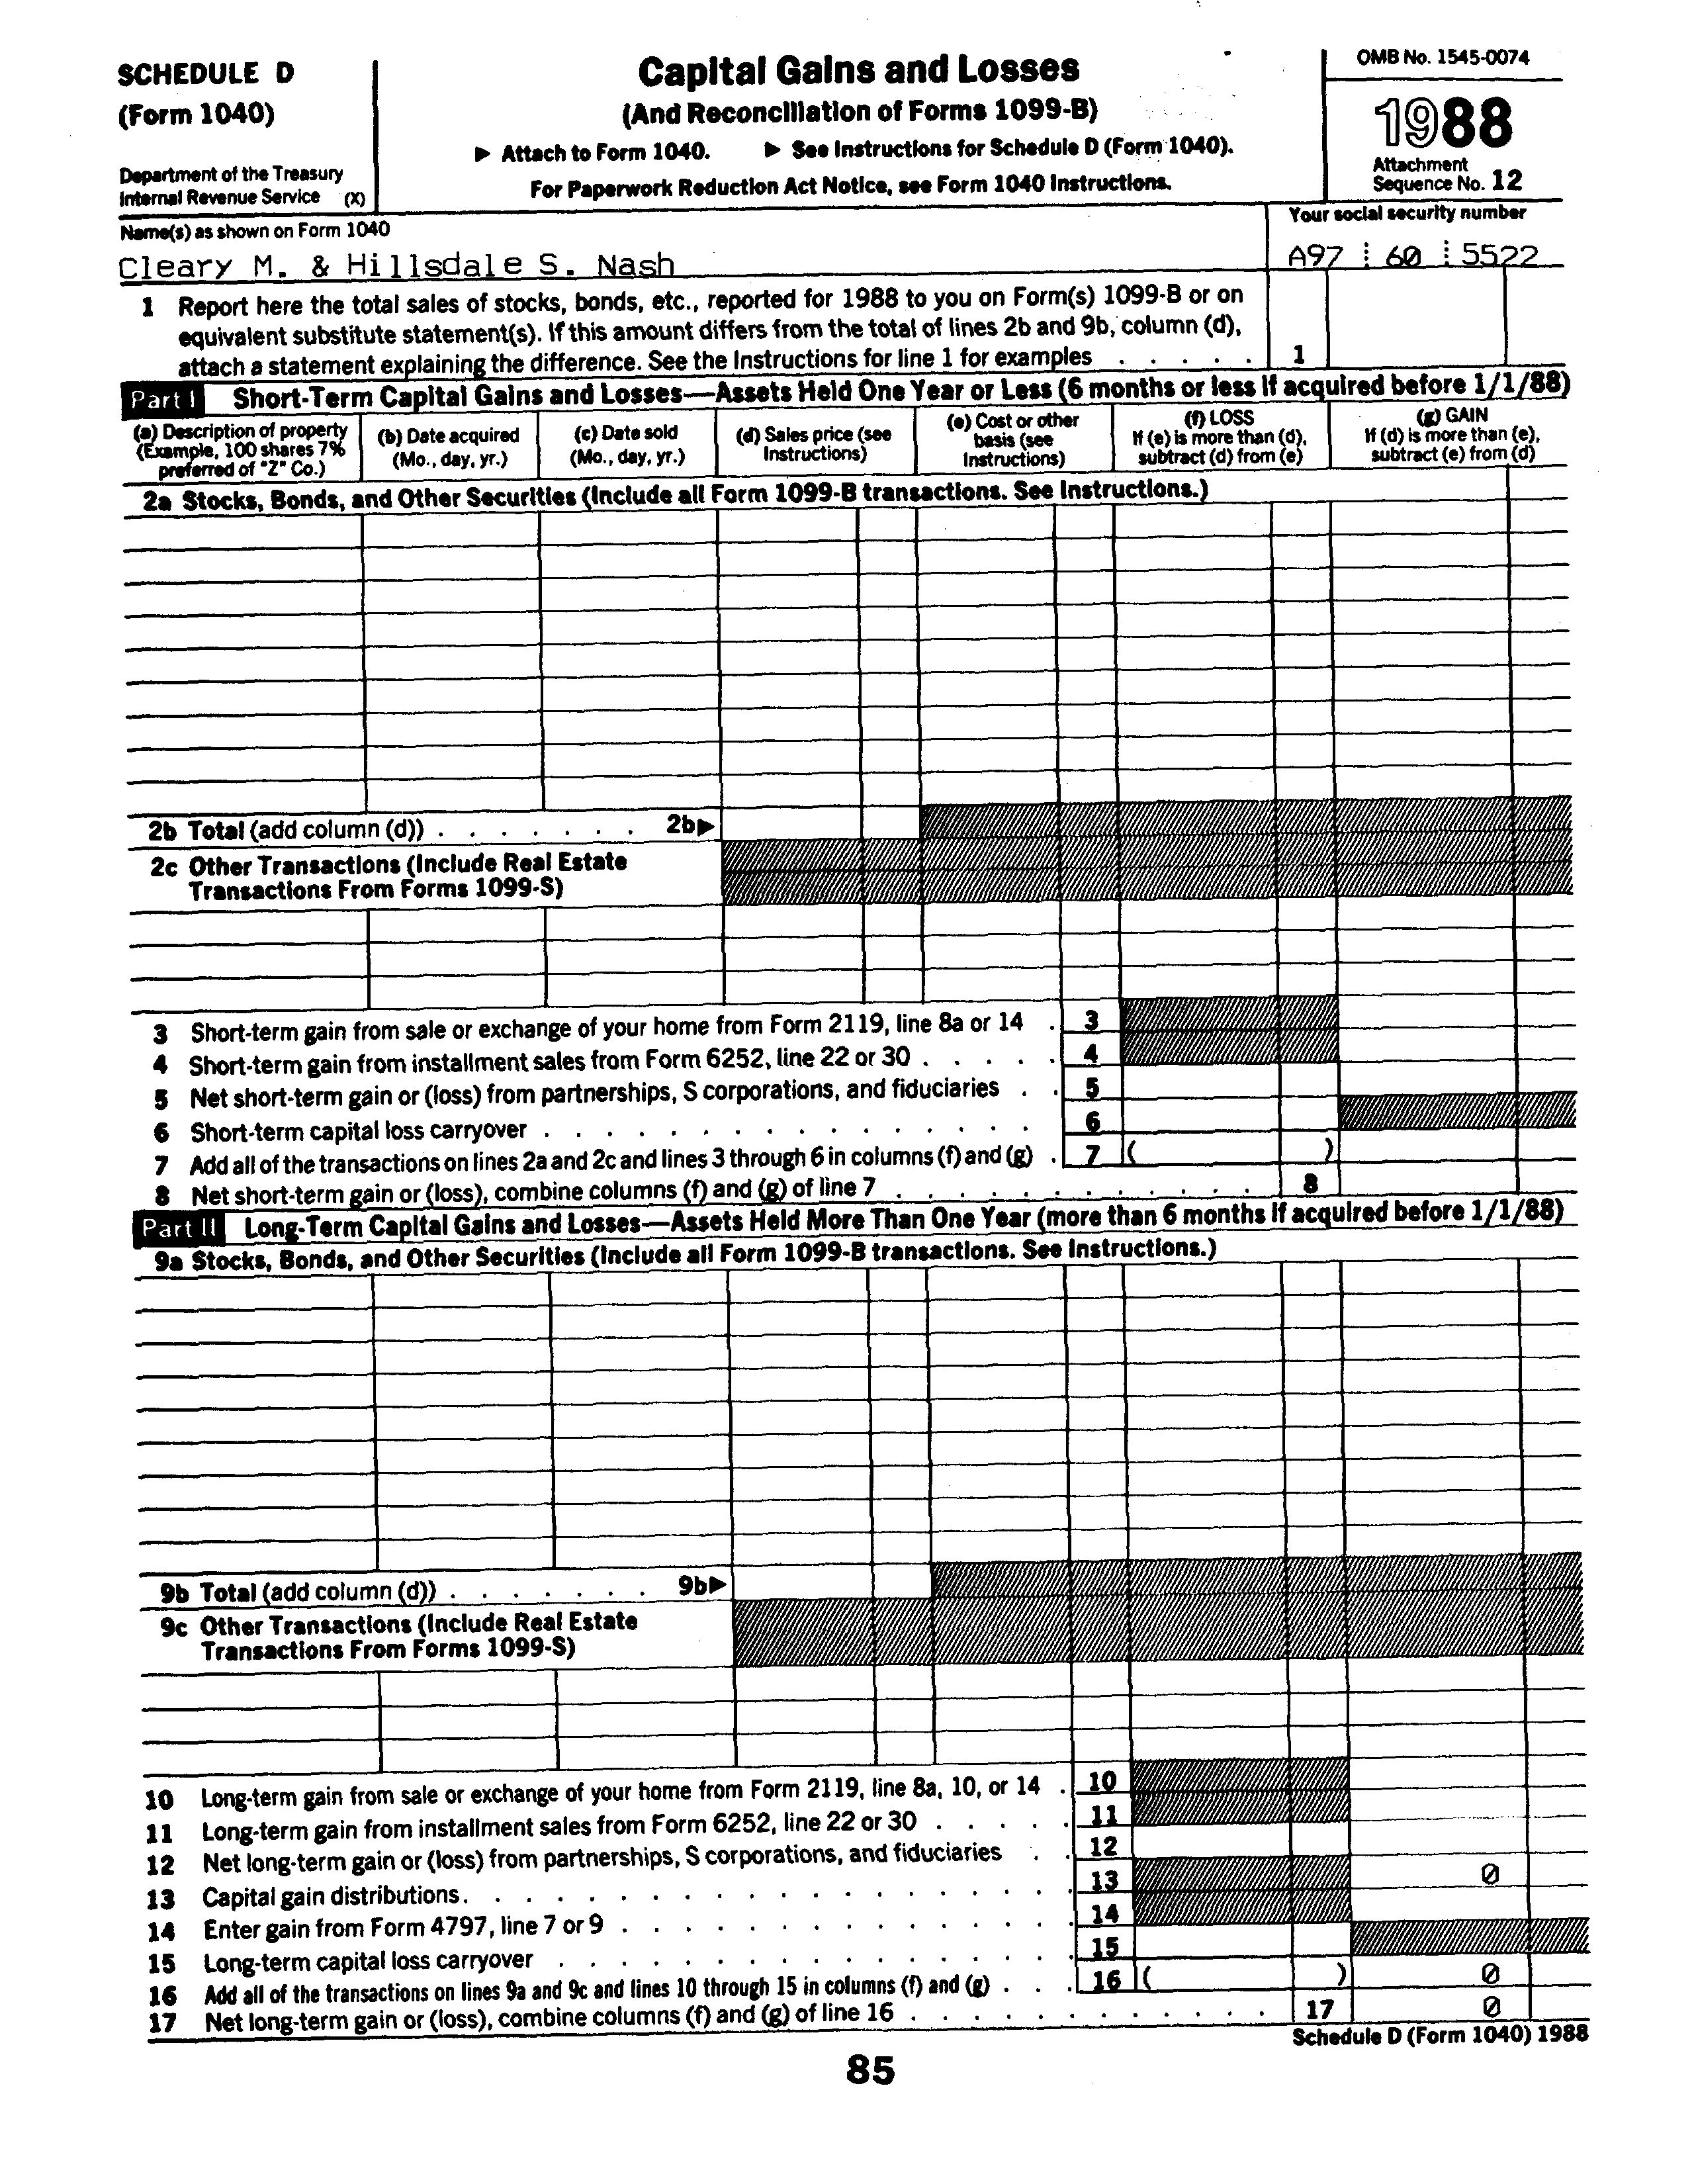 SCHEDULE D
(Form 1040)
Department of the Treasury
Internal Revenue Service (X)
Capital Gains and Losses
(And Reconciliation of Forms 1099-B)
▶ Attach to Form 1040. ▶ See Instructions for Schedule D (Form 1040).
For Paperwork Reduction Act Notice, see Form 1040 Instructions.
OMB No. 1545-0074
1988
Attachment
Sequence No. 12
Name(s) as shown on Form 1040
Your social security number
Cleary M. & Hillsdale S. Nash
A97 60 5522
1 Report here the total sales of stocks, bonds, etc., reported for 1988 to you on Form(s) 1099-B or on
equivalent substitute statement(s). If this amount differs from the total of lines 2b and 9b, column (d),
attach a statement explaining the difference. See the Instructions for line 1 for examples . . . . . 1
Part I Short-Term Capital Gains and Losses—Assets Held One Year or Less (6 months or less if acquired before 1/1/88)
(a) Description of property
(Example, 100 shares 7%
preferred of "Z" Co.)
(b) Date acquired
(Mo., day, yr.)
(c) Date sold
(Mo., day, yr.)
(d) Sales price (see
Instructions)
(e) Cost or other
basis (see
Instructions)
(f) LOSS
If (e) is more than (d),
subtract (d) from (e)
(g) GAIN
If (d) is more than (e),
subtract (e) from (d)
2a Stocks, Bonds, and Other Securities (Include all Form 1099-B transactions. See Instructions.)
2b Total (add column (d)) . . . . . . . 2b▶
2c Other Transactions (Include Real Estate
Transactions From Forms 1099-S)
3 Short-term gain from sale or exchange of your home from Form 2119, line 8a or 14 . 3
4 Short-term gain from installment sales from Form 6252, line 22 or 30 . . . . . 4
5 Net short-term gain or (loss) from partnerships, S corporations, and fiduciaries . . 5
6 Short-term capital loss carryover . . . . . . . . . . . . . . . . 6
7 Add all of the transactions on lines 2a and 2c and lines 3 through 6 in columns (f) and (g) . 7 ( )
8 Net short-term gain or (loss), combine columns (f) and (g) of line 7 . . . . . . . . . . . . 8
Part II Long-Term Capital Gains and Losses—Assets Held More Than One Year (more than 6 months if acquired before 1/1/88)
9a Stocks, Bonds, and Other Securities (Include all Form 1099-B transactions. See Instructions.)
9b Total (add column (d)) . . . . . . . 9b▶
9c Other Transactions (Include Real Estate
Transactions From Forms 1099-S)
10 Long-term gain from sale or exchange of your home from Form 2119, line 8a, 10, or 14 . 10
11 Long-term gain from installment sales from Form 6252, line 22 or 30 . . . . . 11
12 Net long-term gain or (loss) from partnerships, S corporations, and fiduciaries . . 12
13 Capital gain distributions. . . . . . . . . . . . . . . . . . . . 13 0
14 Enter gain from Form 4797, line 7 or 9 . . . . . . . . . . . . . . . 14
15 Long-term capital loss carryover . . . . . . . . . . . . . . . . 15
16 Add all of the transactions on lines 9a and 9c and lines 10 through 15 in columns (f) and (g) . . . 16 ( ) 0
17 Net long-term gain or (loss), combine columns (f) and (g) of line 16 . . . . . . . . . . . . 17 0
Schedule D (Form 1040) 1988
85